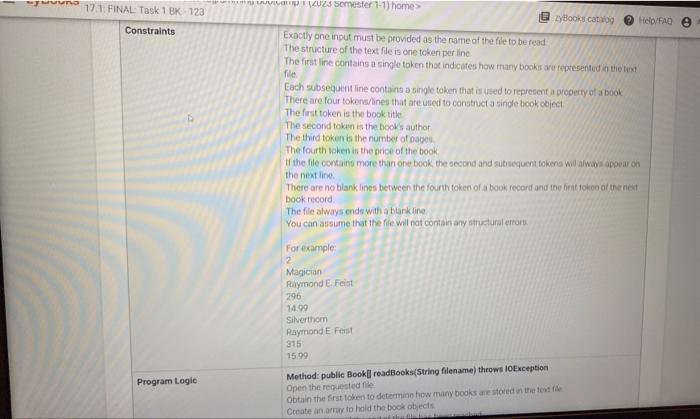 (2023 Semester 1-1) home >
17.1: FINAL: Task 1 BK - 123
zyBooks catalog
Help/FAQ
Constraints
Exactly one input must be provided as the name of the file to be read.
The structure of the text file is one token per line.
The first line contains a single token that indicates how many books are represented in the text
file.
Each subsequent line contains a single token that is used to represent a property of a book.
There are four tokens/lines that are used to construct a single book object.
The first token is the book title.
The second token is the book's author.
The third token is the number of pages.
The fourth token is the price of the book.
If the file contains more than one book, the second and subsequent tokens will always appear on
the next line.
There are no blank lines between the fourth token of a book record and the first token of the next
book record.
The file always ends with a blank line.
You can assume that the file will not contain any structural errors.
For example:
2
Magician
Raymond E. Feist
296
14.99
Silverthorn
Raymond E. Feist
315
15.99
Program Logic
Method: public Book[] readBooks(String filename) throws IOException
Open the requested file.
Obtain the first token to determine how many books are stored in the text file.
Create an array to hold the book objects.